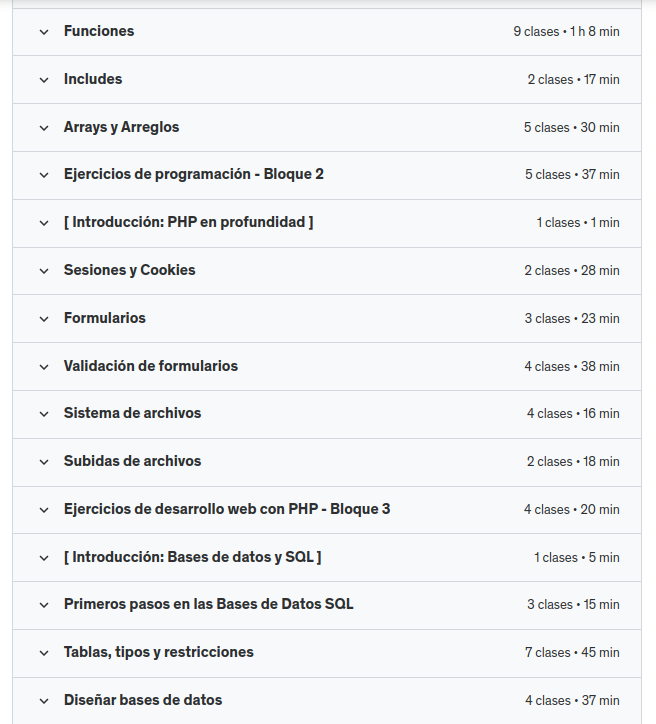 Funciones 9 clases • 1 h 8 min
Includes 2 clases • 17 min
Arrays y Arreglos 5 clases • 30 min
Ejercicios de programación - Bloque 2 5 clases • 37 min
[ Introducción: PHP en profundidad ] 1 clases • 1 min
Sesiones y Cookies 2 clases • 28 min
Formularios 3 clases • 23 min
Validación de formularios 4 clases • 38 min
Sistema de archivos 4 clases • 16 min
Subidas de archivos 2 clases • 18 min
Ejercicios de desarrollo web con PHP - Bloque 3 4 clases • 20 min
[ Introducción: Bases de datos y SQL ] 1 clases • 5 min
Primeros pasos en las Bases de Datos SQL 3 clases • 15 min
Tablas, tipos y restricciones 7 clases • 45 min
Diseñar bases de datos 4 clases • 37 min